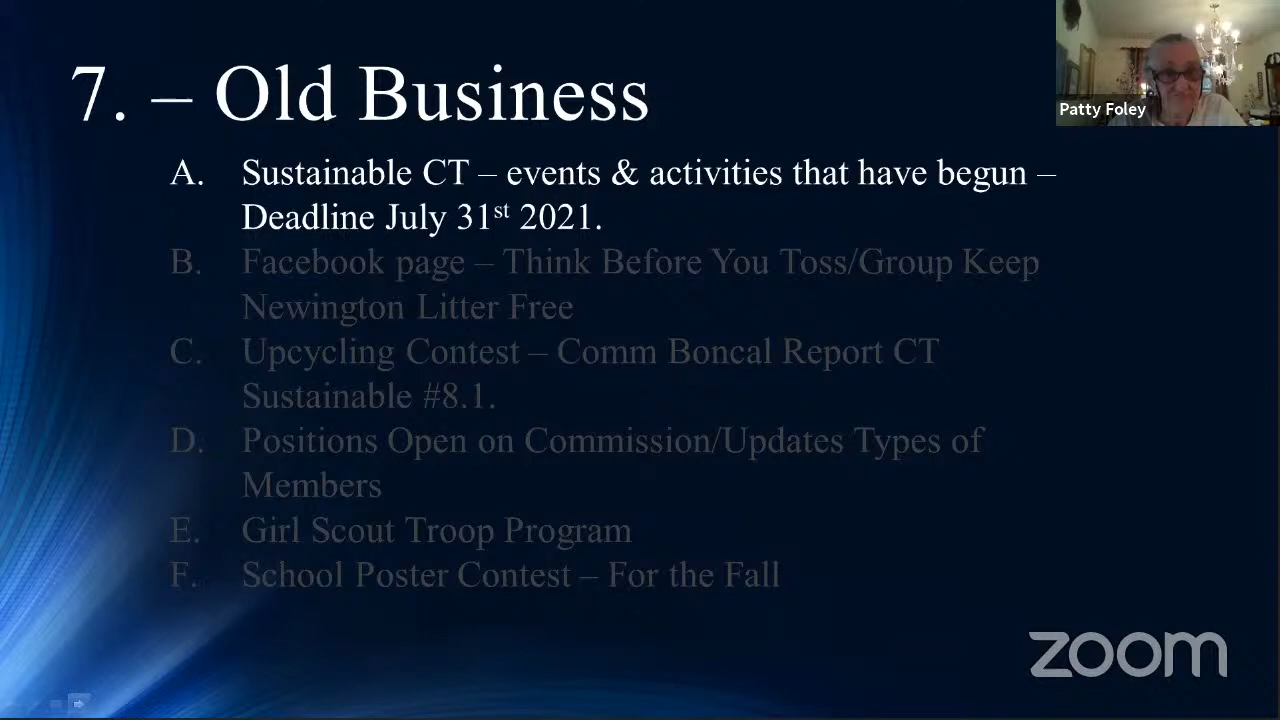 7. – Old Business
Patty Foley
A. Sustainable CT – events & activities that have begun –
Deadline July 31st 2021.
B. Facebook page – Think Before You Toss/Group Keep
Newington Litter Free
C. Upcycling Contest – Comm Boncal Report CT
Sustainable #8.1.
D. Positions Open on Commission/Updates Types of
Members
E. Girl Scout Troop Program
F. School Poster Contest – For the Fall
zoom